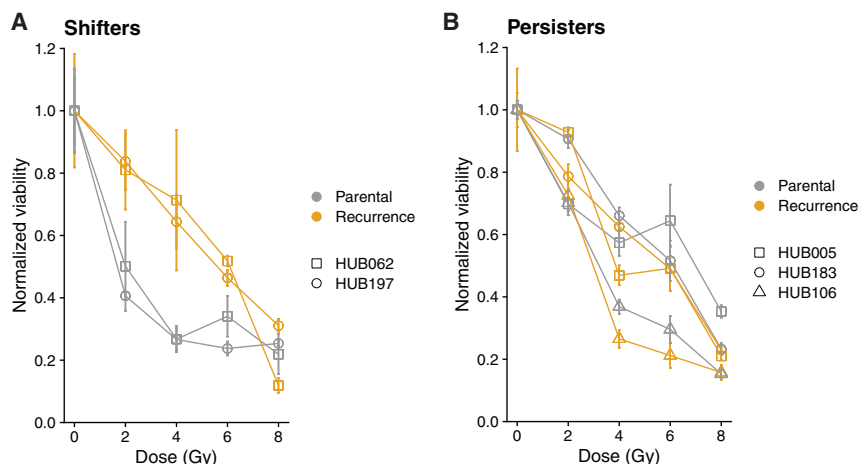 A
Shifters
1.2
1.0
0.8
0.6
0.4
0.2
0.0
Normalized viability
0 2 4 6 8
Dose (Gy)
Parental
Recurrence
HUB062
HUB197
B
Persisters
1.2
1.0
0.8
0.6
0.4
0.2
0.0
Normalized viability
0 2 4 6 8
Dose (Gy)
Parental
Recurrence
HUB005
HUB183
HUB106